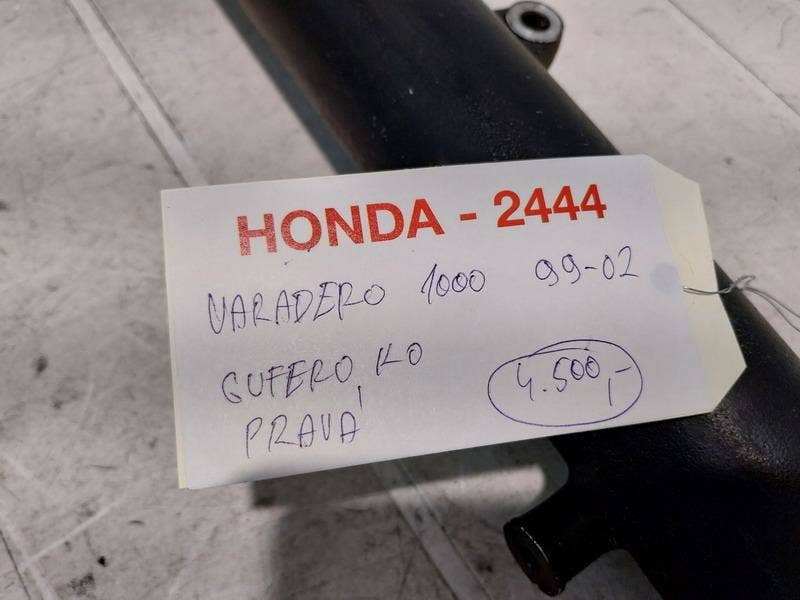 HONDA - 2444
VARADERO 1000 99-02
GUFERO, KO
PRAVÁ
4.500,-